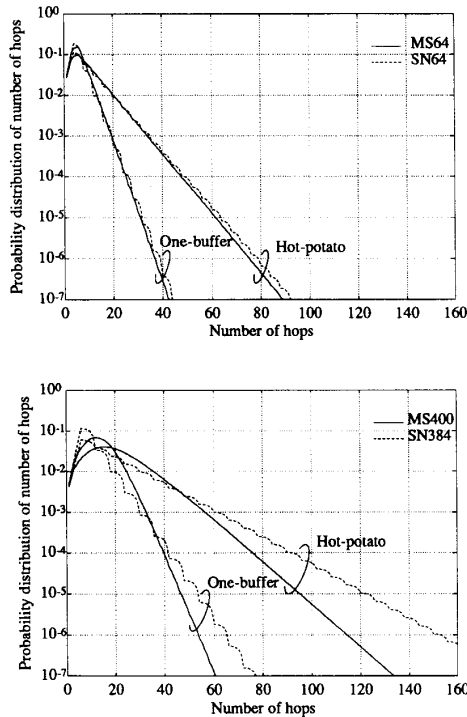 Probability distribution of number of hops
10⁰
10⁻¹
10⁻²
10⁻³
10⁻⁴
10⁻⁵
10⁻⁶
10⁻⁷
MS64
SN64
One-buffer
Hot-potato
0 20 40 60 80 100 120 140 160
Number of hops
Probability distribution of number of hops
10⁰
10⁻¹
10⁻²
10⁻³
10⁻⁴
10⁻⁵
10⁻⁶
10⁻⁷
MS400
SN384
Hot-potato
One-buffer
0 20 40 60 80 100 120 140 160
Number of hops